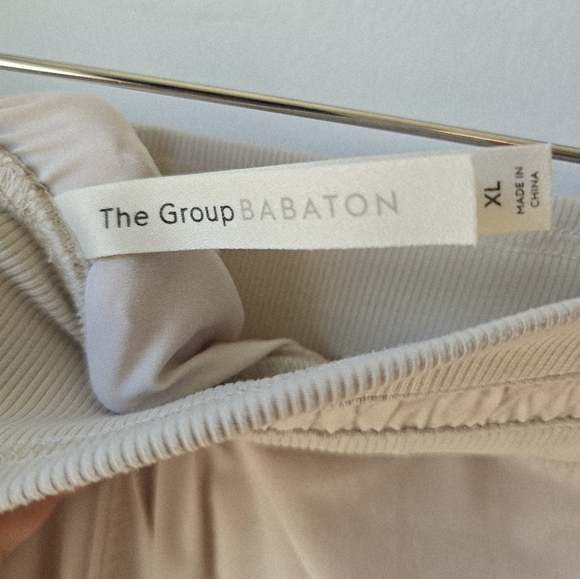 The Group BABATON
XL
MADE IN
CHINA